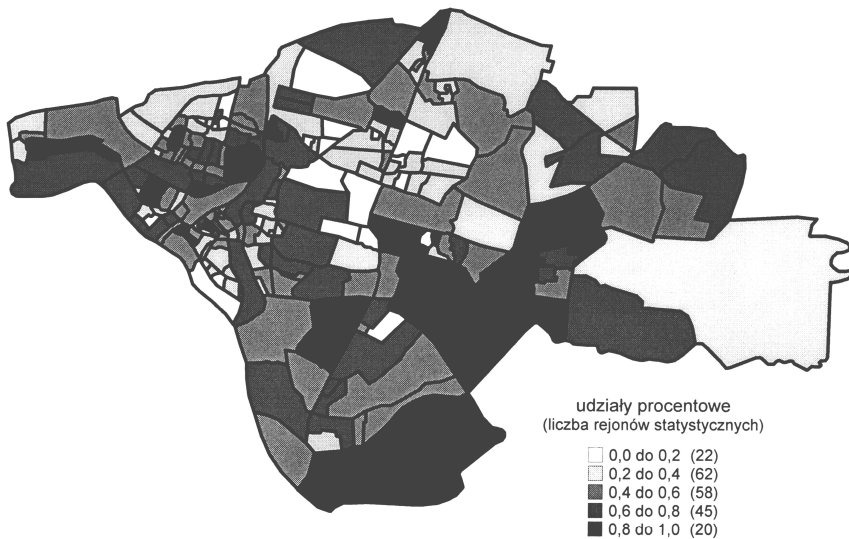 udziały procentowe
(liczba rejonów statystycznych)
0,0 do 0,2 (22)
0,2 do 0,4 (62)
0,4 do 0,6 (58)
0,6 do 0,8 (45)
0,8 do 1,0 (20)